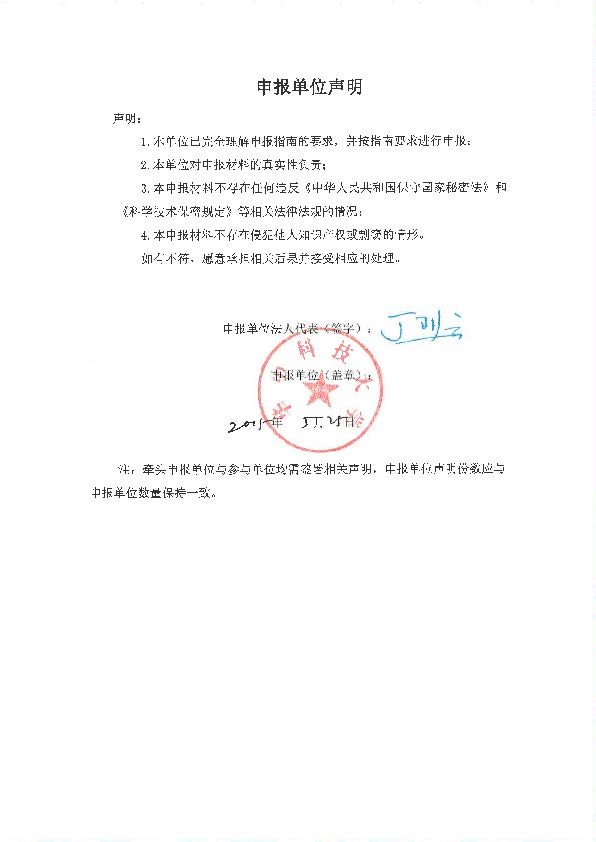 申报单位声明
声明：
1.本单位已完全理解申报指南的要求，并按指南要求进行申报；
2.本单位对申报材料的真实性负责；
3.本申报材料不存在任何违反《中华人民共和国保守国家秘密法》和
《科学技术保密规定》等相关法律法规的情况；
4.本申报材料不存在侵犯他人知识产权或剽窃的情形。
如有不符，愿意承担相关后果并接受相应的处理。
申报单位法人代表（签字）：丁
科技大学
申报单位（盖章）：
2015年 5月25日
注：牵头申报单位与参与单位均需签署相关声明，申报单位声明份数应与
申报单位数量保持一致。